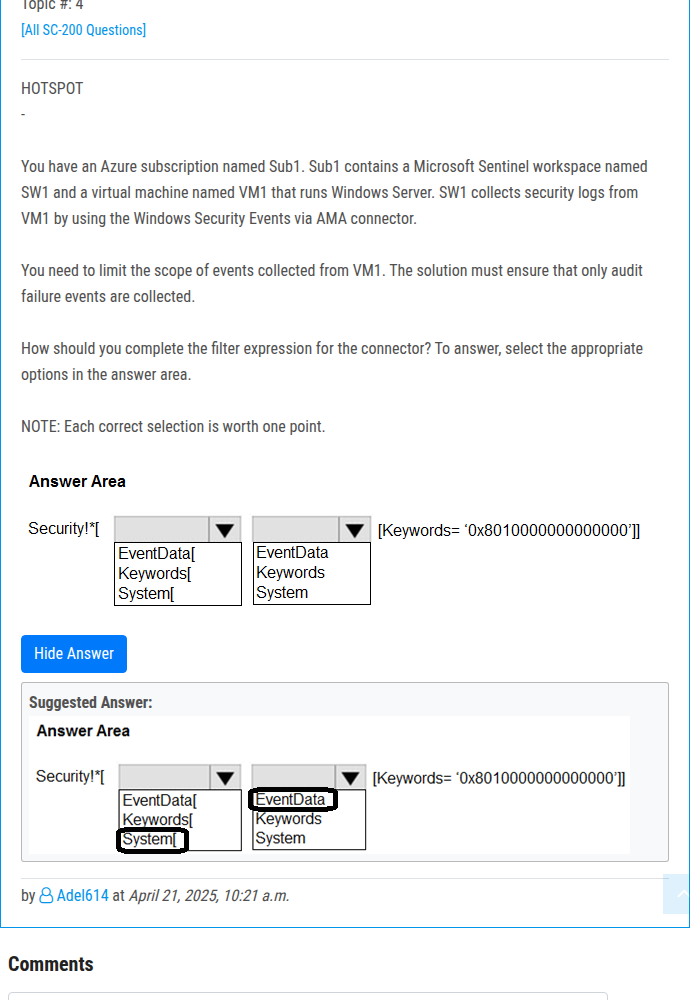 Topic #: 4
[All SC-200 Questions]
HOTSPOT
-
You have an Azure subscription named Sub1. Sub1 contains a Microsoft Sentinel workspace named
SW1 and a virtual machine named VM1 that runs Windows Server. SW1 collects security logs from
VM1 by using the Windows Security Events via AMA connector.
You need to limit the scope of events collected from VM1. The solution must ensure that only audit
failure events are collected.
How should you complete the filter expression for the connector? To answer, select the appropriate
options in the answer area.
NOTE: Each correct selection is worth one point.
Answer Area
Security!*[ [Keywords= ‘0x8010000000000000’]]
EventData[ EventData
Keywords[ Keywords
System[ System
Hide Answer
Suggested Answer:
Answer Area
Security!*[ [Keywords= ‘0x8010000000000000’]]
EventData[ EventData
Keywords[ Keywords
System[ System
by Adel614 at April 21, 2025, 10:21 a.m.
Comments